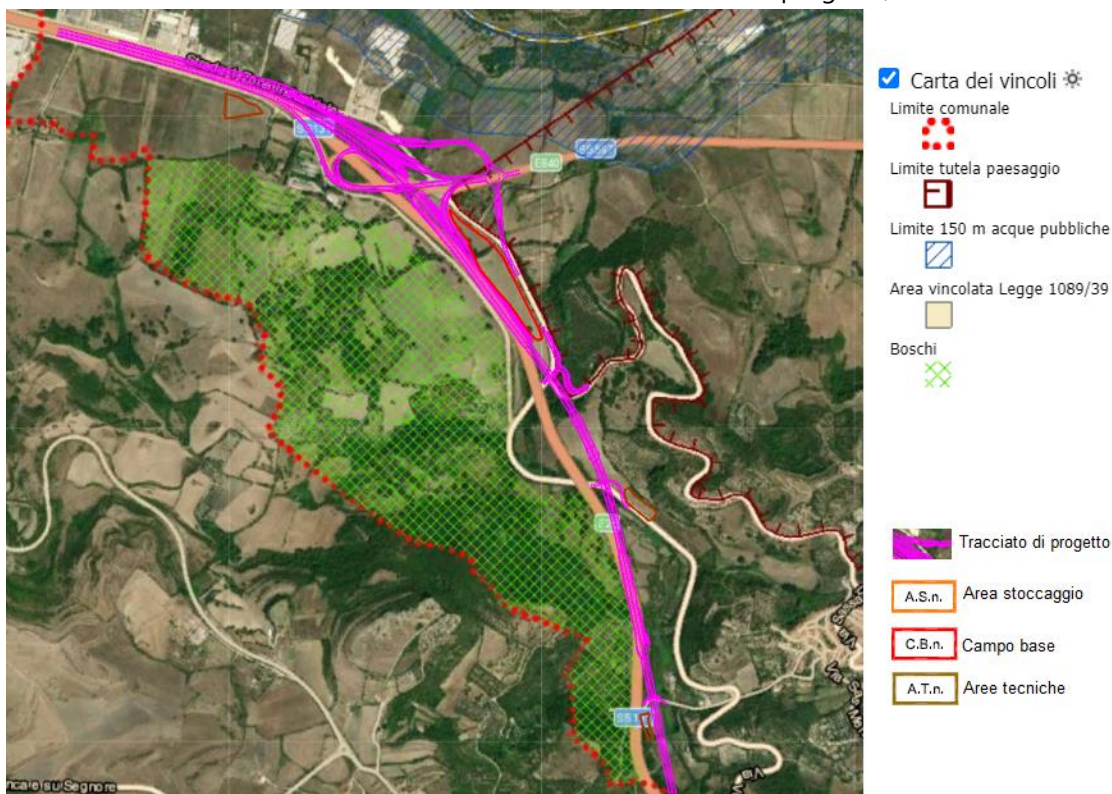 Carta dei vincoli
Limite comunale
Limite tutela paesaggio
Limite 150 m acque pubbliche
Area vincolata Legge 1089/39
Boschi
Tracciato di progetto
A.S.n. Area stoccaggio
C.B.n. Campo base
A.T.n. Aree tecniche
E840